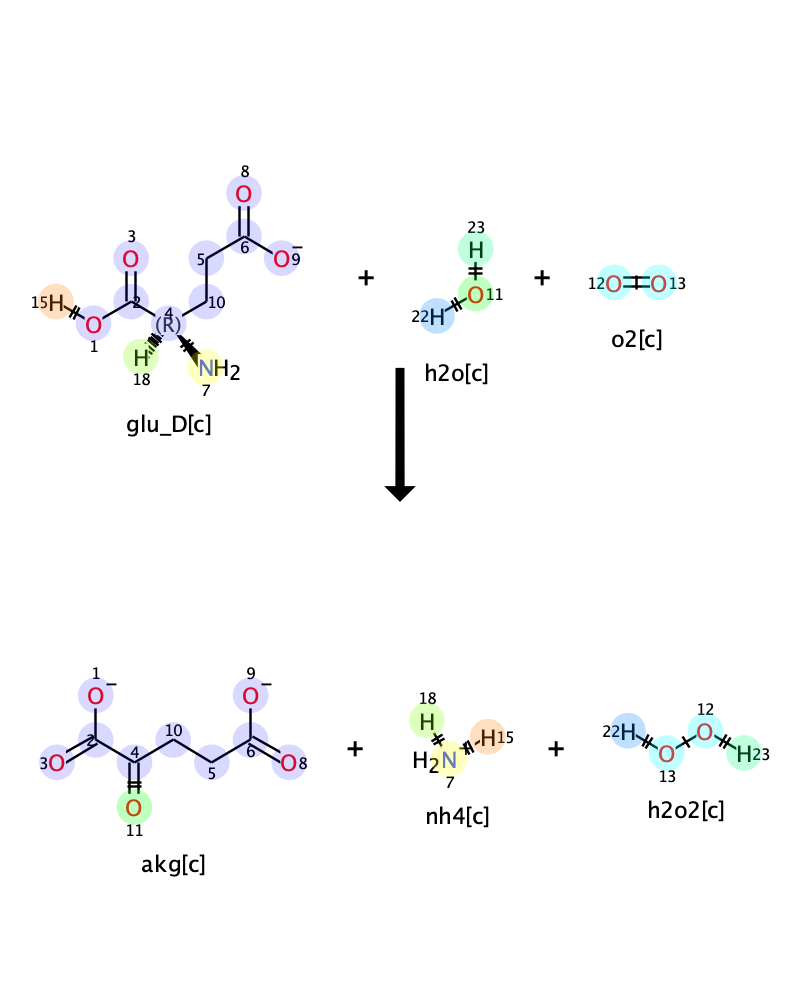 8
O
3
O
5
6
O
9
−
15
H
2
10
4
(R)
O
1
H
18
NH2
7
glu_D[c]
+
23
H
O
11
22
H
h2o[c]
+
12
O
O
13
o2[c]
1
O
−
9
O
−
2
10
4
6
3
O
5
O
8
O
11
akg[c]
+
18
H
H
15
H2N
7
nh4[c]
+
12
22
H
O
O
H
23
13
h2o2[c]